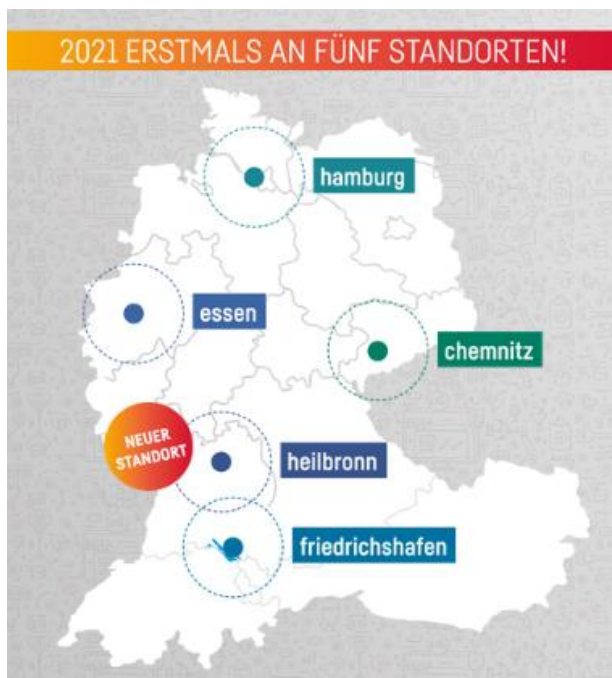 2021 ERSTMALS AN FÜNF STANDORTEN!
hamburg
essen
chemnitz
NEUER
STANDORT
heilbronn
friedrichshafen